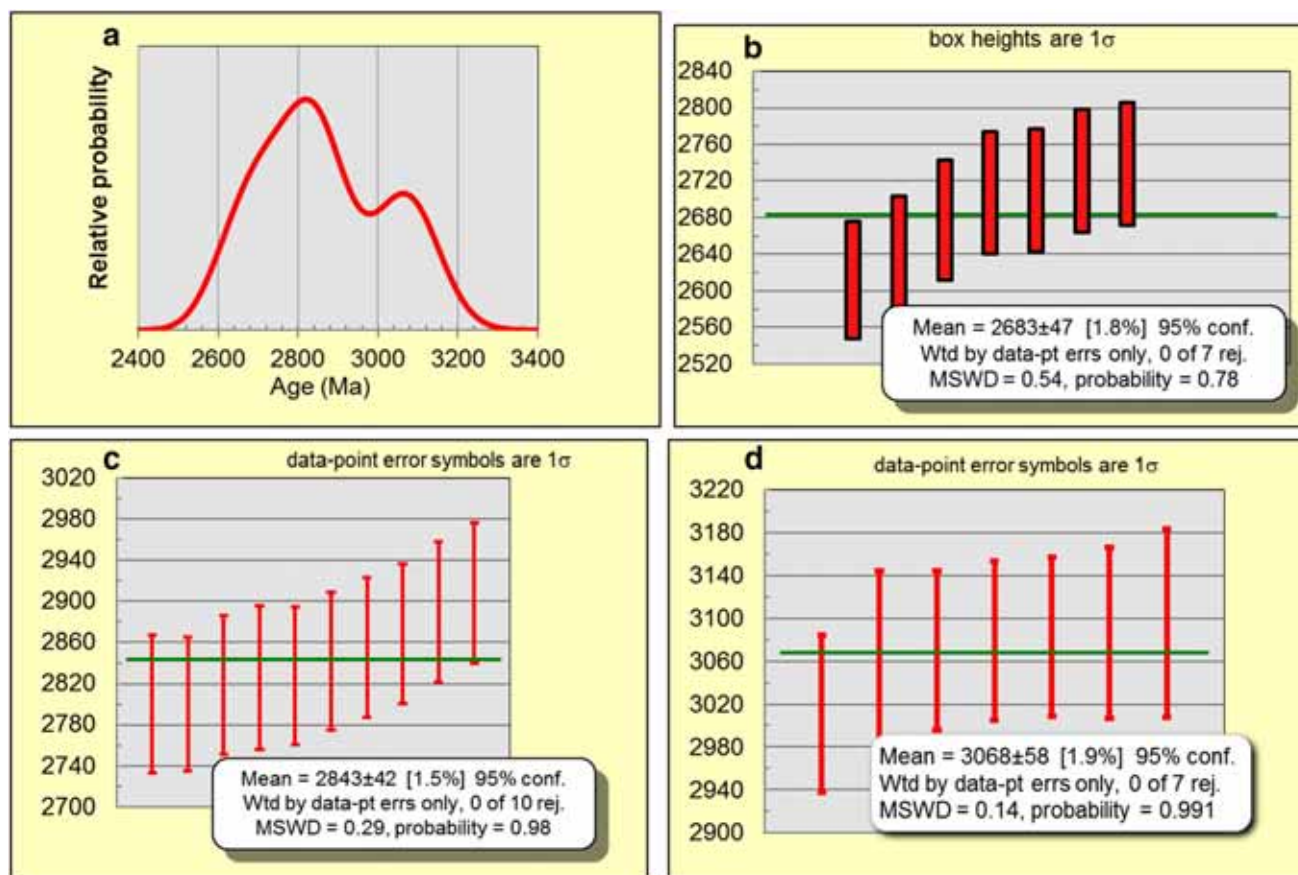 a
Relative probability
2400 2600 2800 3000 3200 3400
Age (Ma)
b
box heights are 1σ
2840
2800
2760
2720
2680
2640
2600
2560
2520
Mean = 2683±47 [1.8%] 95% conf.
Wtd by data-pt errs only, 0 of 7 rej.
MSWD = 0.54, probability = 0.78
c
data-point error symbols are 1σ
3020
2980
2940
2900
2860
2820
2780
2740
2700
Mean = 2843±42 [1.5%] 95% conf.
Wtd by data-pt errs only, 0 of 10 rej.
MSWD = 0.29, probability = 0.98
d
data-point error symbols are 1σ
3220
3180
3140
3100
3060
3020
2980
2940
2900
Mean = 3068±58 [1.9%] 95% conf.
Wtd by data-pt errs only, 0 of 7 rej.
MSWD = 0.14, probability = 0.991